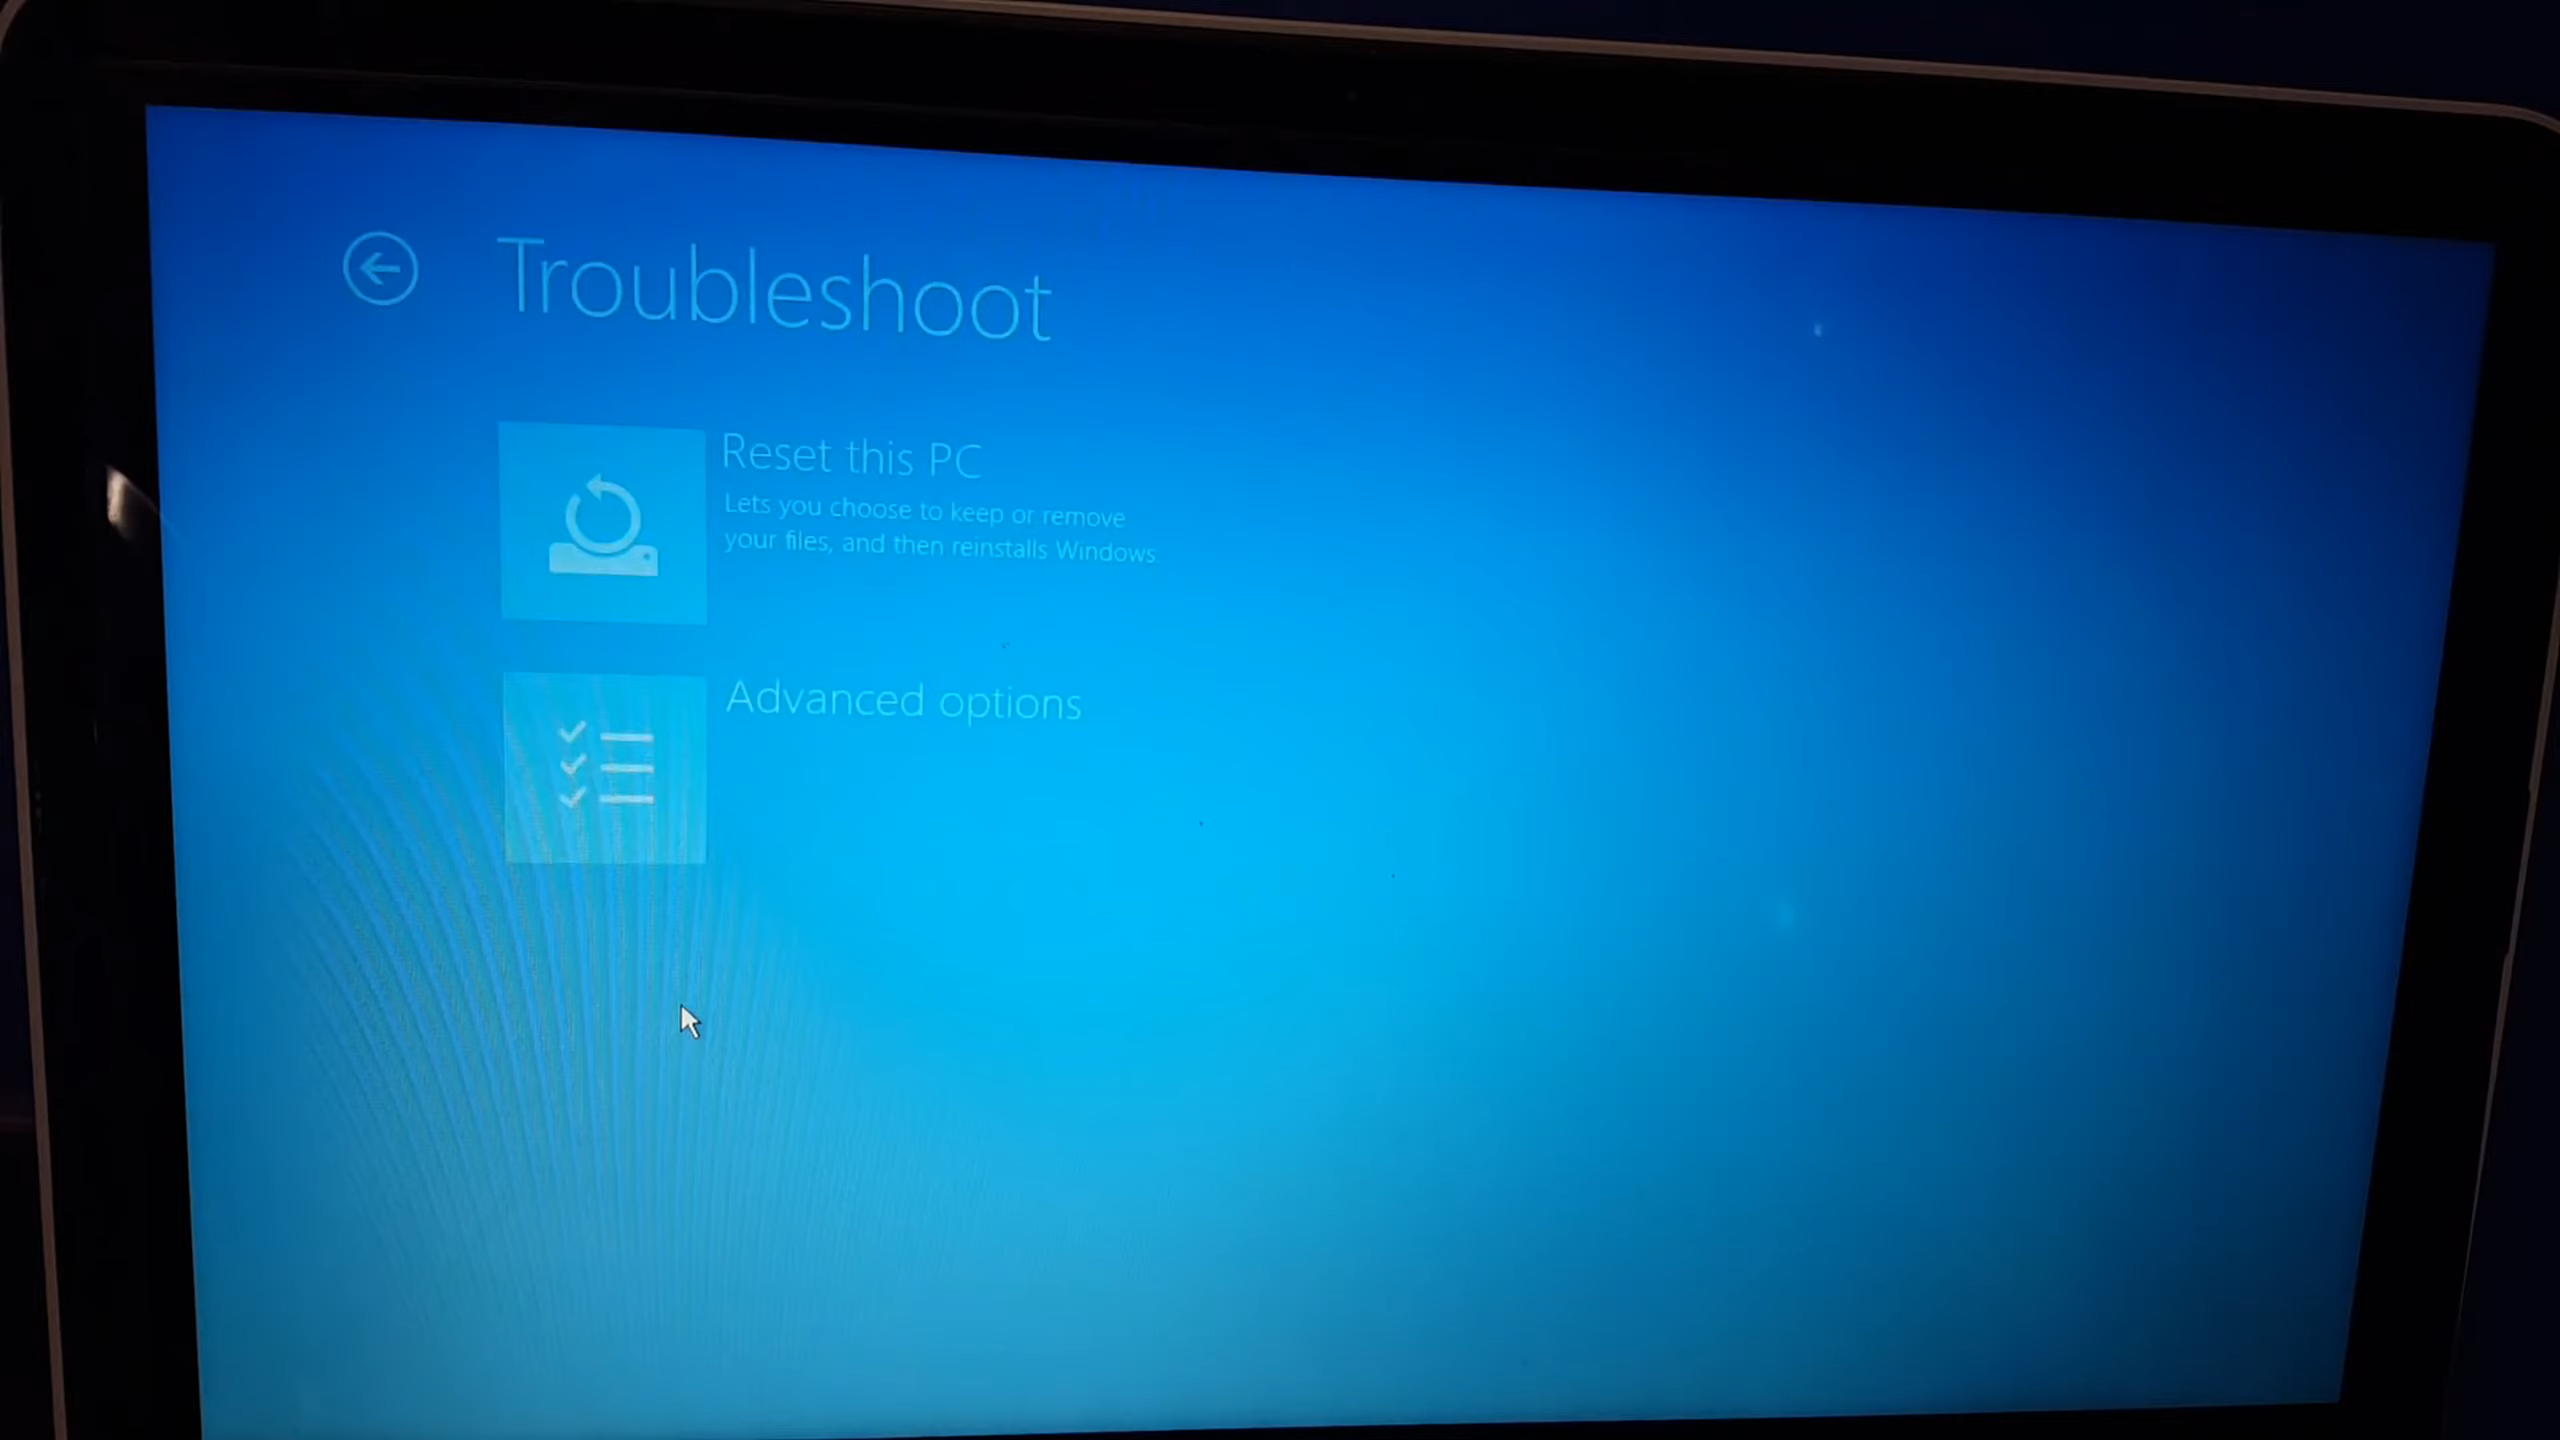 Troubleshoot
Reset this PC
Lets you choose to keep or remove
your files, and then reinstalls Windows.
Advanced options